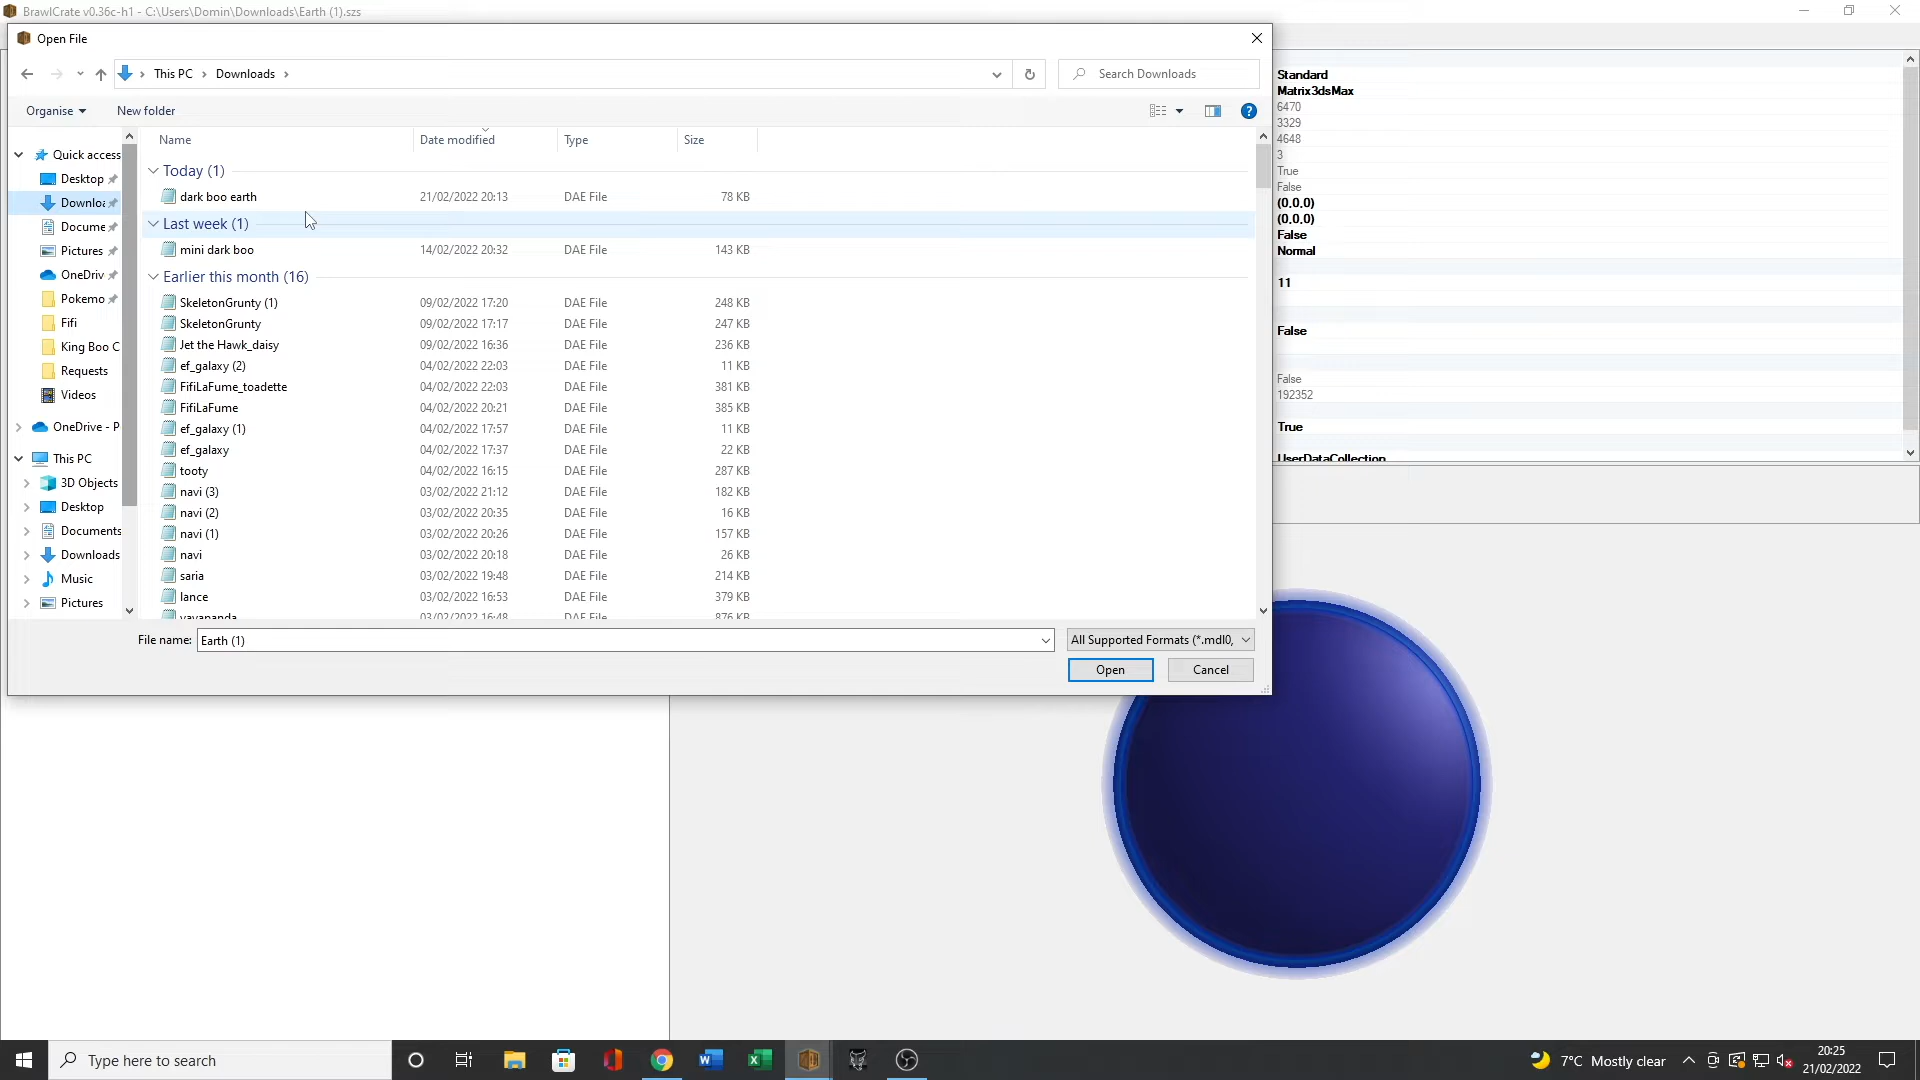 BrawlCrate v0.36c-h1 - C:\Users\Domin\Downloads\Earth (1).szs
Open File
This PC > Downloads >
Search Downloads
Organise
New folder
Name Date modified Type Size
Quick access
Desktop
Downloa
Docume
Pictures
OneDriv
Pokemo
Fifi
King Boo C
Requests
Videos
OneDrive - P
This PC
3D Objects
Desktop
Documents
Downloads
Music
Pictures
Today (1)
dark boo earth 21/02/2022 20:13 DAE File 78 KB
Last week (1)
mini dark boo 14/02/2022 20:32 DAE File 143 KB
Earlier this month (16)
SkeletonGrunty (1) 09/02/2022 17:20 DAE File 248 KB
SkeletonGrunty 09/02/2022 17:17 DAE File 247 KB
Jet the Hawk_daisy 09/02/2022 16:36 DAE File 236 KB
ef_galaxy (2) 04/02/2022 22:03 DAE File 11 KB
FifiLaFume_toadette 04/02/2022 22:03 DAE File 381 KB
FifiLaFume 04/02/2022 20:21 DAE File 385 KB
ef_galaxy (1) 04/02/2022 17:57 DAE File 11 KB
ef_galaxy 04/02/2022 17:37 DAE File 22 KB
tooty 04/02/2022 16:15 DAE File 287 KB
navi (3) 03/02/2022 21:12 DAE File 182 KB
navi (2) 03/02/2022 20:35 DAE File 16 KB
navi (1) 03/02/2022 20:26 DAE File 157 KB
navi 03/02/2022 20:18 DAE File 26 KB
saria 03/02/2022 19:48 DAE File 214 KB
lance 03/02/2022 16:53 DAE File 379 KB
03/02/2022 16:48 DAE File 876 KB
File name: Earth (1)
All Supported Formats (*.mdl0,
Open
Cancel
Standard
Matrix3dsMax
6470
3329
4648
3
True
False
(0.0.0)
(0.0.0)
False
Normal
11
False
False
192352
True
UserDataCollection
Type here to search
7°C Mostly clear
20:25
21/02/2022